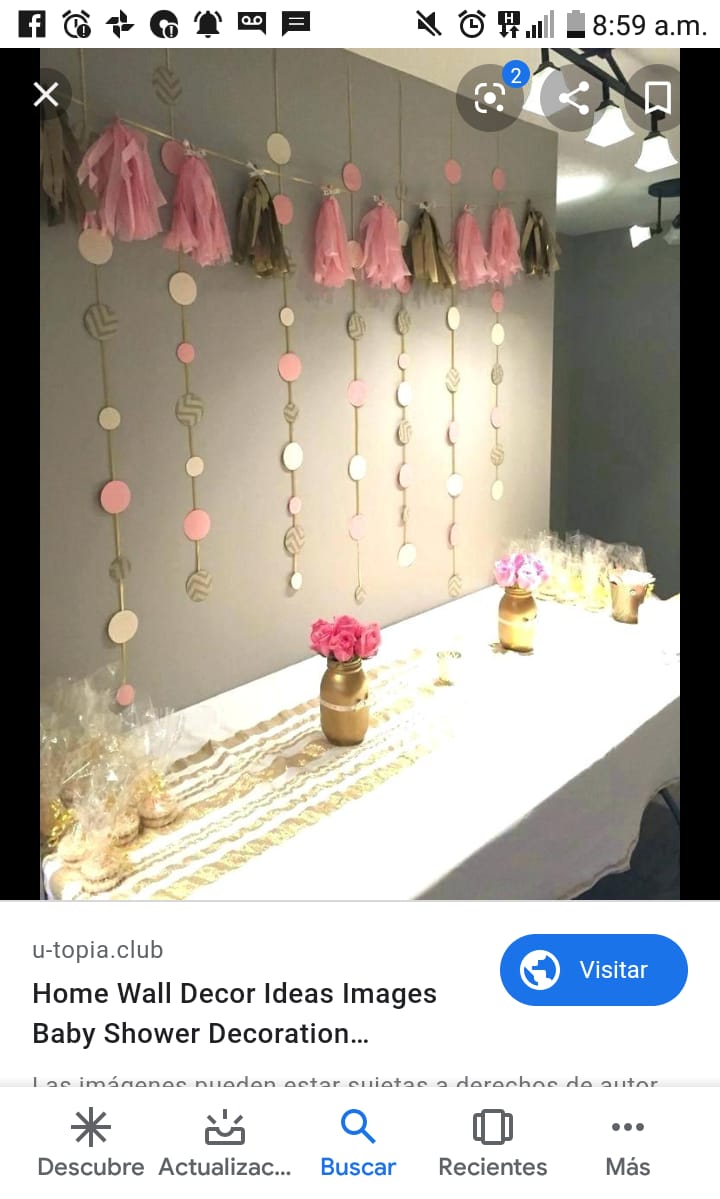 8:59 a.m.
2
u-topia.club
Visitar
Home Wall Decor Ideas Images
Baby Shower Decoration...
Las imágenes pueden estar sujetas a derechos de autor
Descubre Actualizac... Buscar Recientes Más